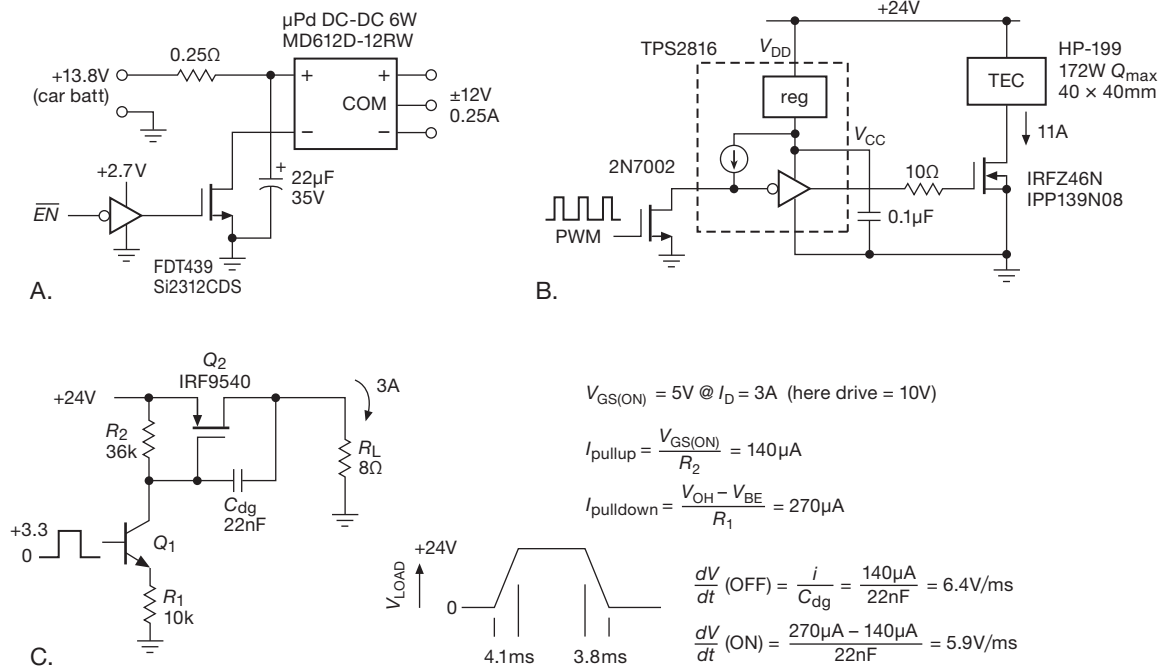 µPd DC-DC 6W
MD612D-12RW
0.25Ω
+13.8V
(car batt)
+
+
COM
−
−
±12V
0.25A
+2.7V
+
22µF
35V
EN
FDT439
Si2312CDS
A.
+24V
TPS2816
VDD
reg
VCC
2N7002
PWM
10Ω
0.1µF
TEC
HP-199
172W Qmax
40 × 40mm
11A
IRFZ46N
IPP139N08
B.
Q2
IRF9540
+24V
3A
R2
36k
RL
8Ω
Cdg
22nF
+3.3
0
Q1
R1
10k
C.
VLOAD
+24V
0
4.1ms
3.8ms
VGS(ON) = 5V @ ID = 3A (here drive = 10V)
Ipullup = VGS(ON) / R2 = 140µA
Ipulldown = VOH − VBE / R1 = 270µA
dV/dt (OFF) = i / Cdg = 140µA / 22nF = 6.4V/ms
dV/dt (ON) = 270µA − 140µA / 22nF = 5.9V/ms